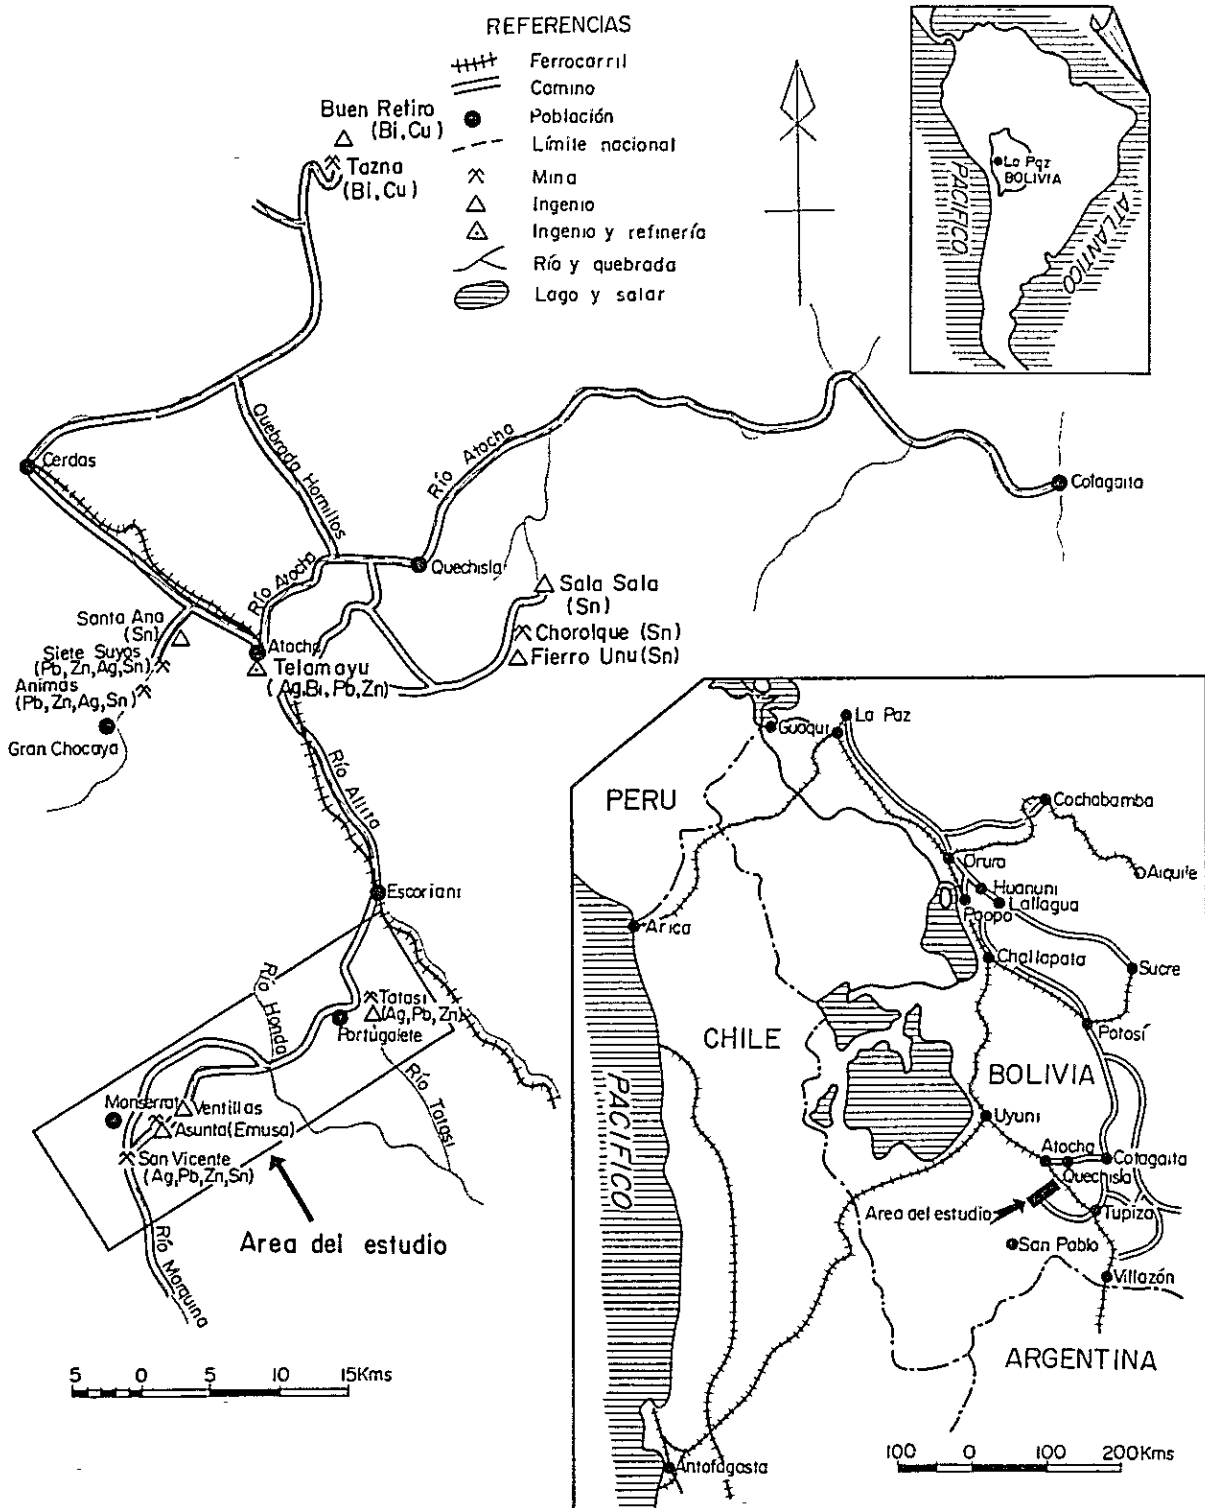 REFERENCIAS
Ferrocarril
Camino
Población
Límite nacional
Mina
Ingenio
Ingenio y refinería
Río y quebrada
Lago y salar
La Paz
BOLIVIA
PACIFICO
ATLANTICO
Buen Retiro
(Bi,Cu)
Tazna
(Bi,Cu)
Cerdas
Quebrada Hornillos
Río Atocha
Cotagaita
Río Atocha
Quechisla
Sala Sala
(Sn)
Chorolque (Sn)
Fierro Unu (Sn)
Santa Ana
(Sn)
Atocha
Siete Suyos
(Pb,Zn,Ag,Sn)
Telamayu
(Ag,Bi,Pb,Zn)
Animas
(Pb,Zn,Ag,Sn)
Gran Chocaya
Río Allita
Escoriani
Río Honda
Tatasi
(Ag,Pb,Zn)
Portugalete
Río Tatasi
Monserrat
Ventillas
Asunta (Emusa)
San Vicente
(Ag,Pb,Zn,Sn)
Area del estudio
Río Morquina
5 0 5 10 15Kms
La Paz
Guaqui
PERU
Cochabamba
Oruro
Aiquile
Huanuni
Lallagua
Poopo
Arica
Challapata
Sucre
Potosí
CHILE
BOLIVIA
PACIFICO
Uyuni
Atocha
Cotagaita
Quechisla
Area del estudio
Tupiza
San Pablo
Villazón
ARGENTINA
Antofagasta
100 0 100 200Kms